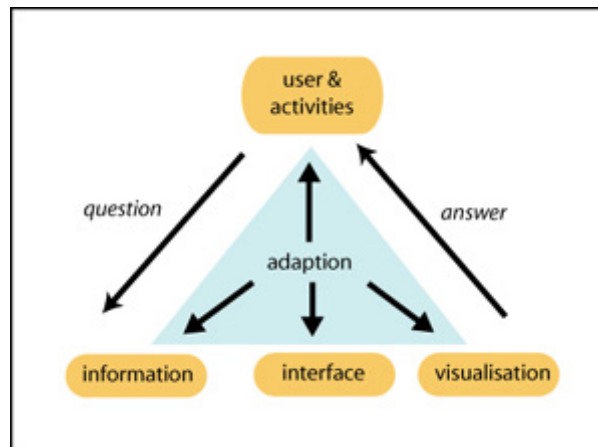 user &
activities
question
answer
adaption
information
interface
visualisation